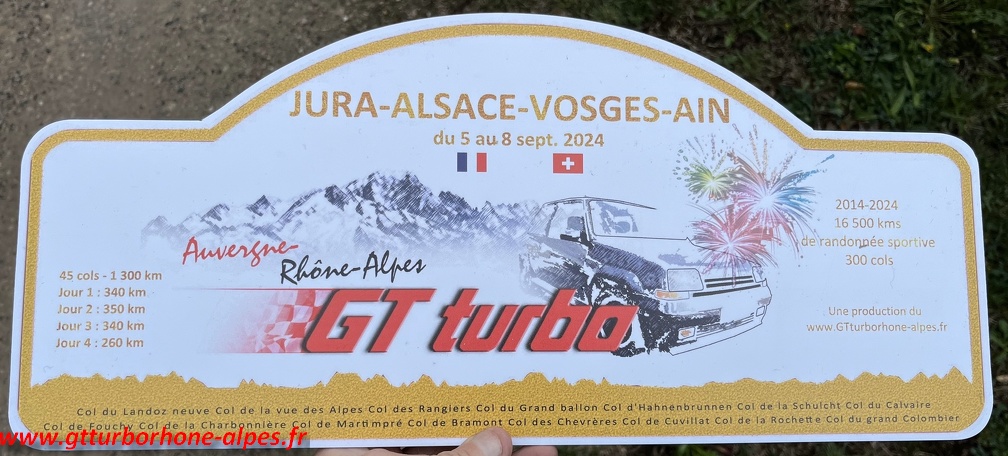 JURA-ALSACE-VOSGES-AIN
du 5 au 8 sept. 2024
2014-2024
16 500 kms
de randonnée sportive
300 cols
Auvergne-
Rhône-Alpes
GT turbo
45 cols - 1 300 km
Jour 1 : 340 km
Jour 2 : 350 km
Jour 3 : 340 km
Jour 4 : 260 km
Une production du
www.GTturborhone-alpes.fr
Col du Landoz neuve Col de la vue des Alpes Col des Rangiers Col du Grand ballon Col d'Hahnenbrunnen Col de la Schulcht Col du Calvaire
Col de Fouchy Col de la Charbonnière Col de Martimpré Col de Bramont Col des Chevrères Col de Cuvillat Col de la Rochette Col du grand Colombier
www.gtturborhone-alpes.fr